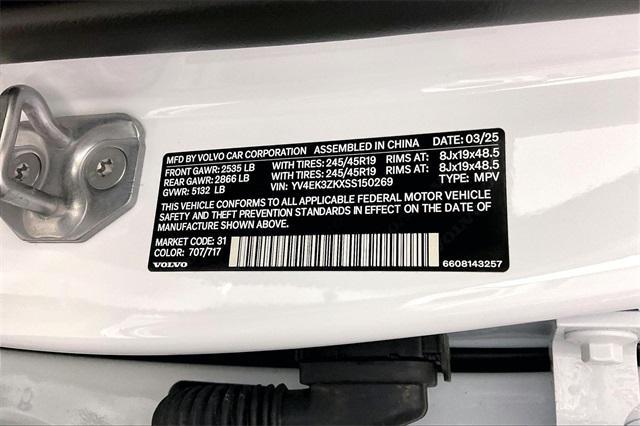 MFD BY VOLVO CAR CORPORATION ASSEMBLED IN CHINA DATE: 03/25
FRONT GAWR: 2535 LB WITH TIRES: 245/45R19 RIMS AT: 8Jx19x48.5
REAR GAWR: 2866 LB WITH TIRES: 245/45R19 RIMS AT: 8Jx19x48.5
GVWR: 5132 LB VIN: YV4EK3ZKXSS150269 TYPE: MPV
THIS VEHICLE CONFORMS TO ALL APPLICABLE FEDERAL MOTOR VEHICLE
SAFETY AND THEFT PREVENTION STANDARDS IN EFFECT ON THE DATE OF
MANUFACTURE SHOWN ABOVE.
MARKET CODE: 31
COLOR: 707/717
VOLVO 6608143257